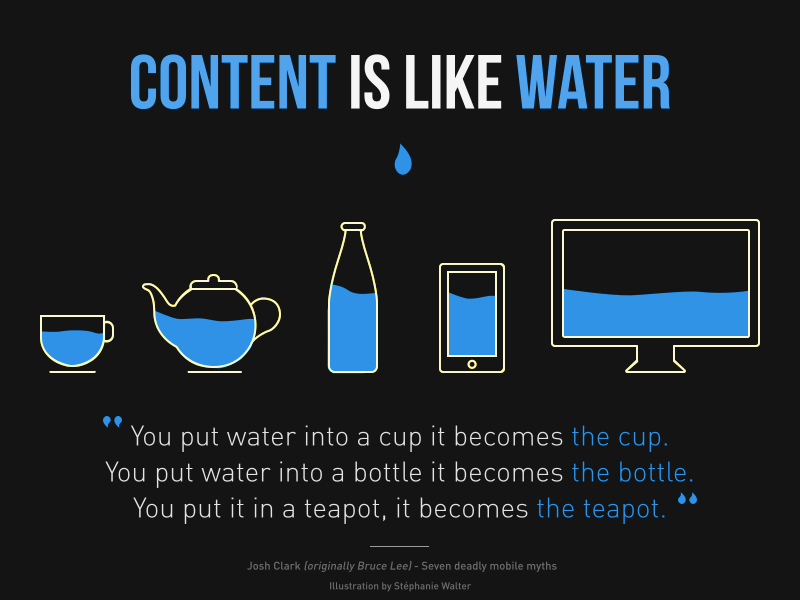 CONTENT IS LIKE WATER
You put water into a cup it becomes the cup.
You put water into a bottle it becomes the bottle.
You put it in a teapot, it becomes the teapot.
Josh Clark (originally Bruce Lee) - Seven deadly mobile myths
Illustration by Stéphanie Walter